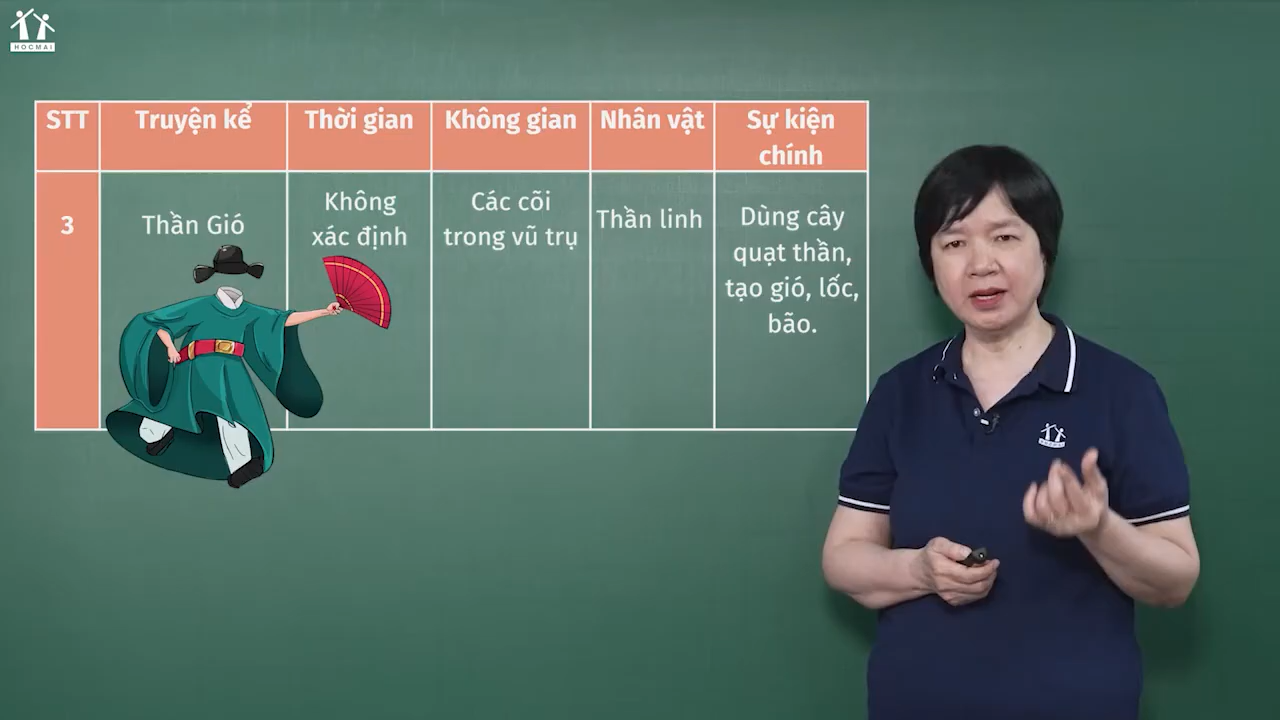 HOCMAI
STT
Truyện kể
Thời gian
Không gian
Nhân vật
Sự kiện
chính
3
Thần Gió
Không
xác định
Các cõi
trong vũ trụ
Thần linh
Dùng cây
quạt thần,
tạo gió, lốc,
bão.